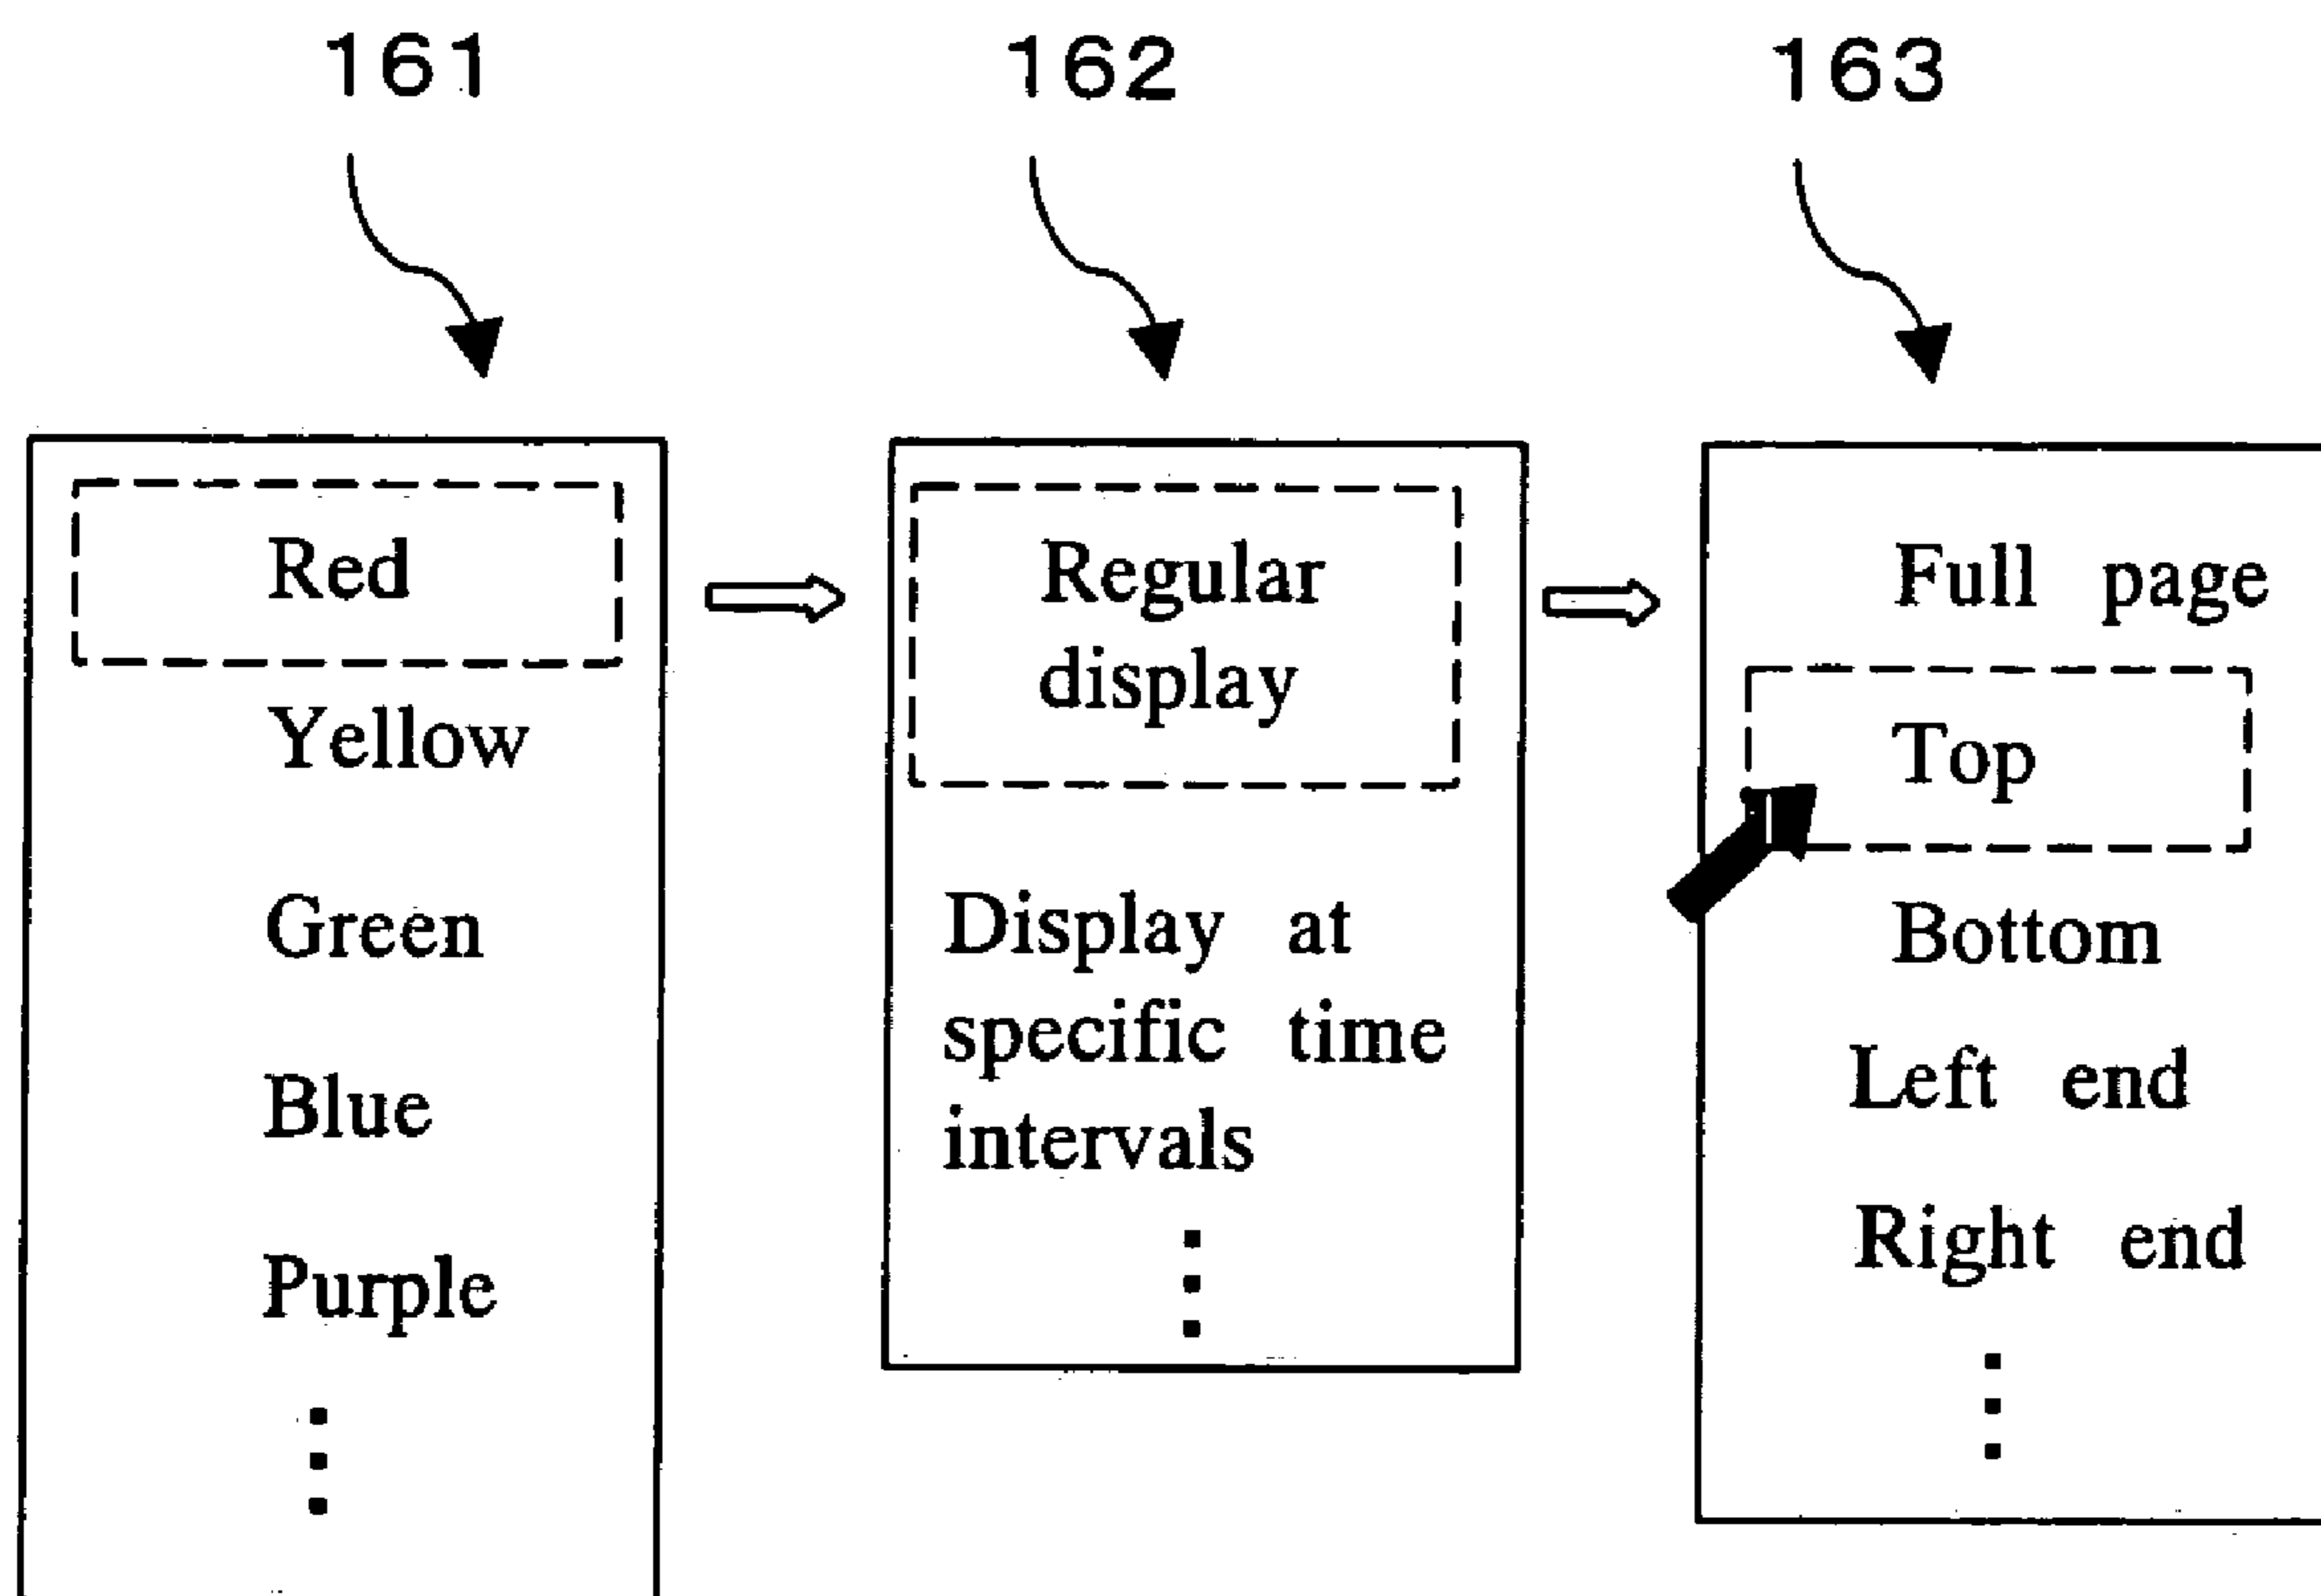 161
162
163
Red
Yellow
Green
Blue
Purple
Regular
display
Display at
specific time
intervals
Full page
Top
Bottom
Left end
Right end